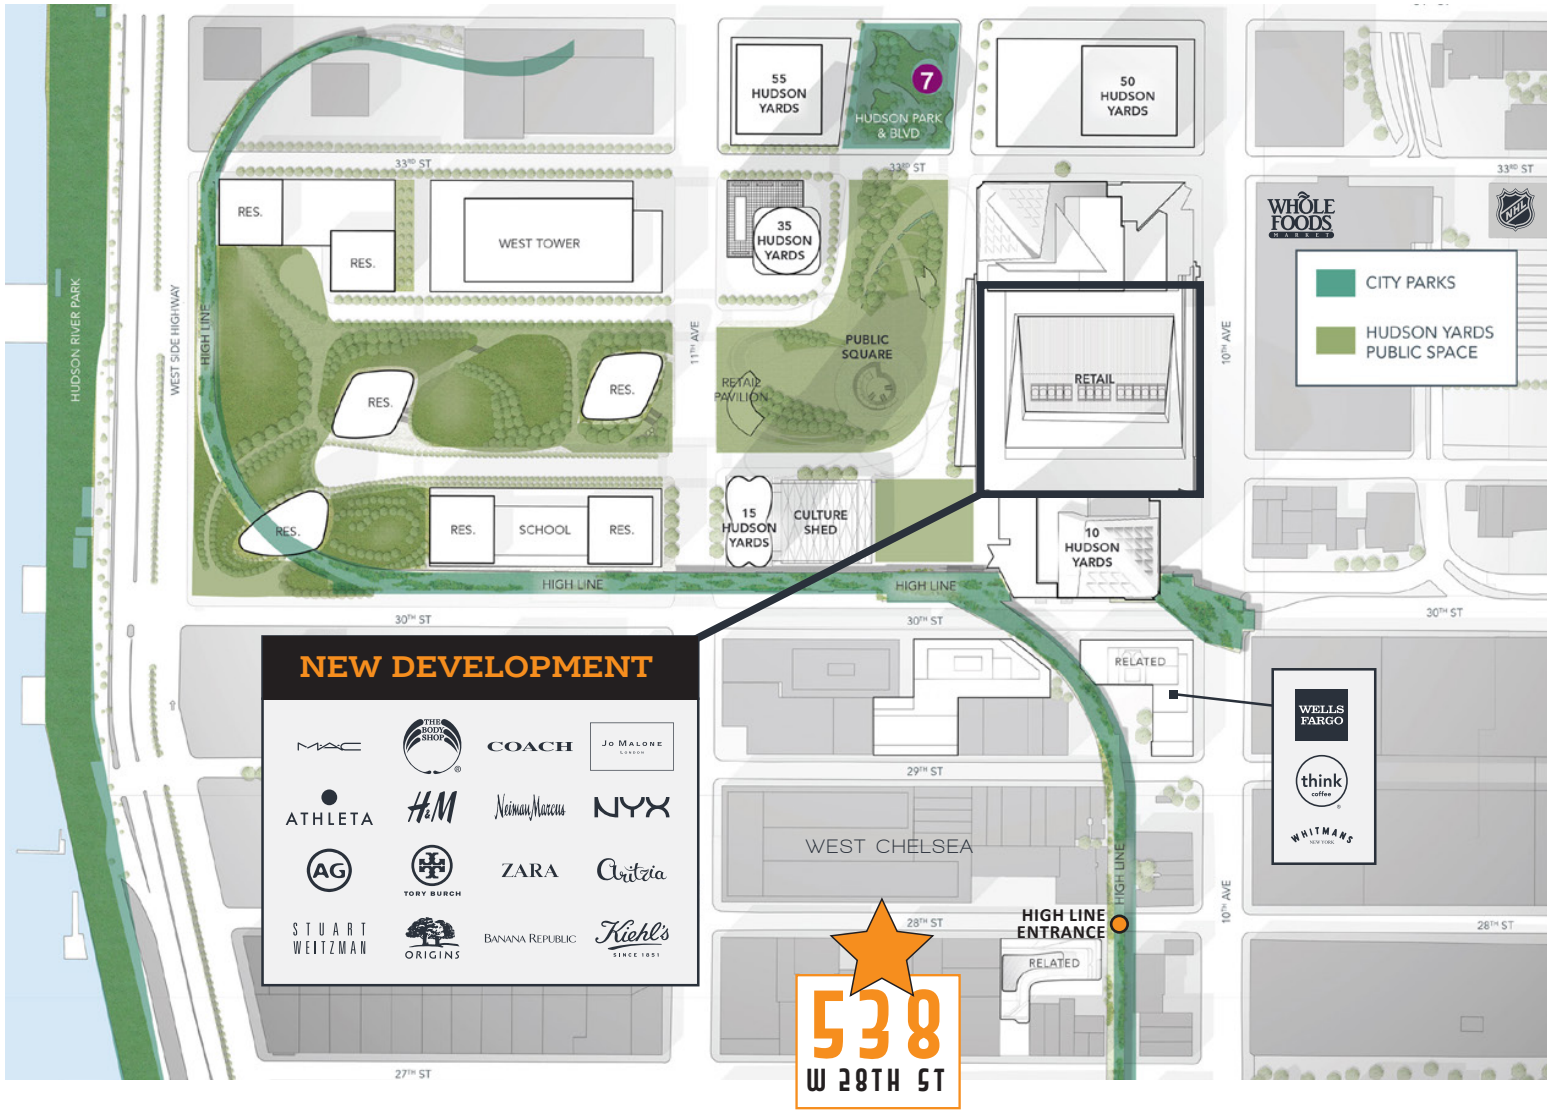 55
HUDSON
YARDS
7
HUDSON PARK
& BLVD
50
HUDSON
YARDS
33RD ST
33RD ST
33RD ST
RES.
RES.
WEST TOWER
35
HUDSON
YARDS
WHOLE
FOODS
MARKET
NHL
CITY PARKS
HUDSON YARDS
PUBLIC SPACE
HUDSON RIVER PARK
WEST SIDE HIGHWAY
HIGH LINE
11TH AVE
10TH AVE
PUBLIC
SQUARE
RETAIL
PAVILION
RETAIL
RES.
RES.
RES.
RES.
SCHOOL
RES.
15
HUDSON
YARDS
CULTURE
SHED
10
HUDSON
YARDS
HIGH LINE
HIGH LINE
30TH ST
30TH ST
30TH ST
NEW DEVELOPMENT
MAC
THE
BODY
SHOP
®
COACH
JO MALONE
LONDON
ATHLETA
H&M
Neiman Marcus
NYX
AG
TORY BURCH
ZARA
Aritzia
STUART
WEITZMAN
ORIGINS
BANANA REPUBLIC
Kiehl's
SINCE 1851
RELATED
WELLS
FARGO
think
coffee
®
WHITMANS
NEW YORK
29TH ST
WEST CHELSEA
HIGH LINE
10TH AVE
28TH ST
HIGH LINE
ENTRANCE
28TH ST
RELATED
538
W 28TH ST
27TH ST